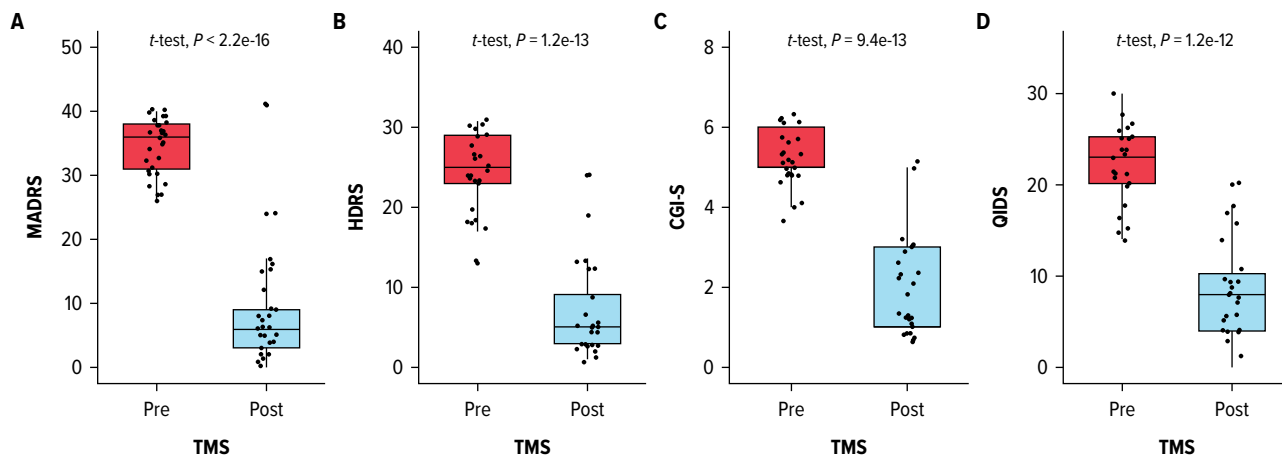 A
t-test, P < 2.2e-16
MADRS
50
40
30
20
10
0
Pre Post
TMS
B
t-test, P = 1.2e-13
HDRS
40
30
20
10
0
Pre Post
TMS
C
t-test, P = 9.4e-13
CGI-S
8
6
4
2
0
Pre Post
TMS
D
t-test, P = 1.2e-12
QIDS
30
20
10
0
Pre Post
TMS